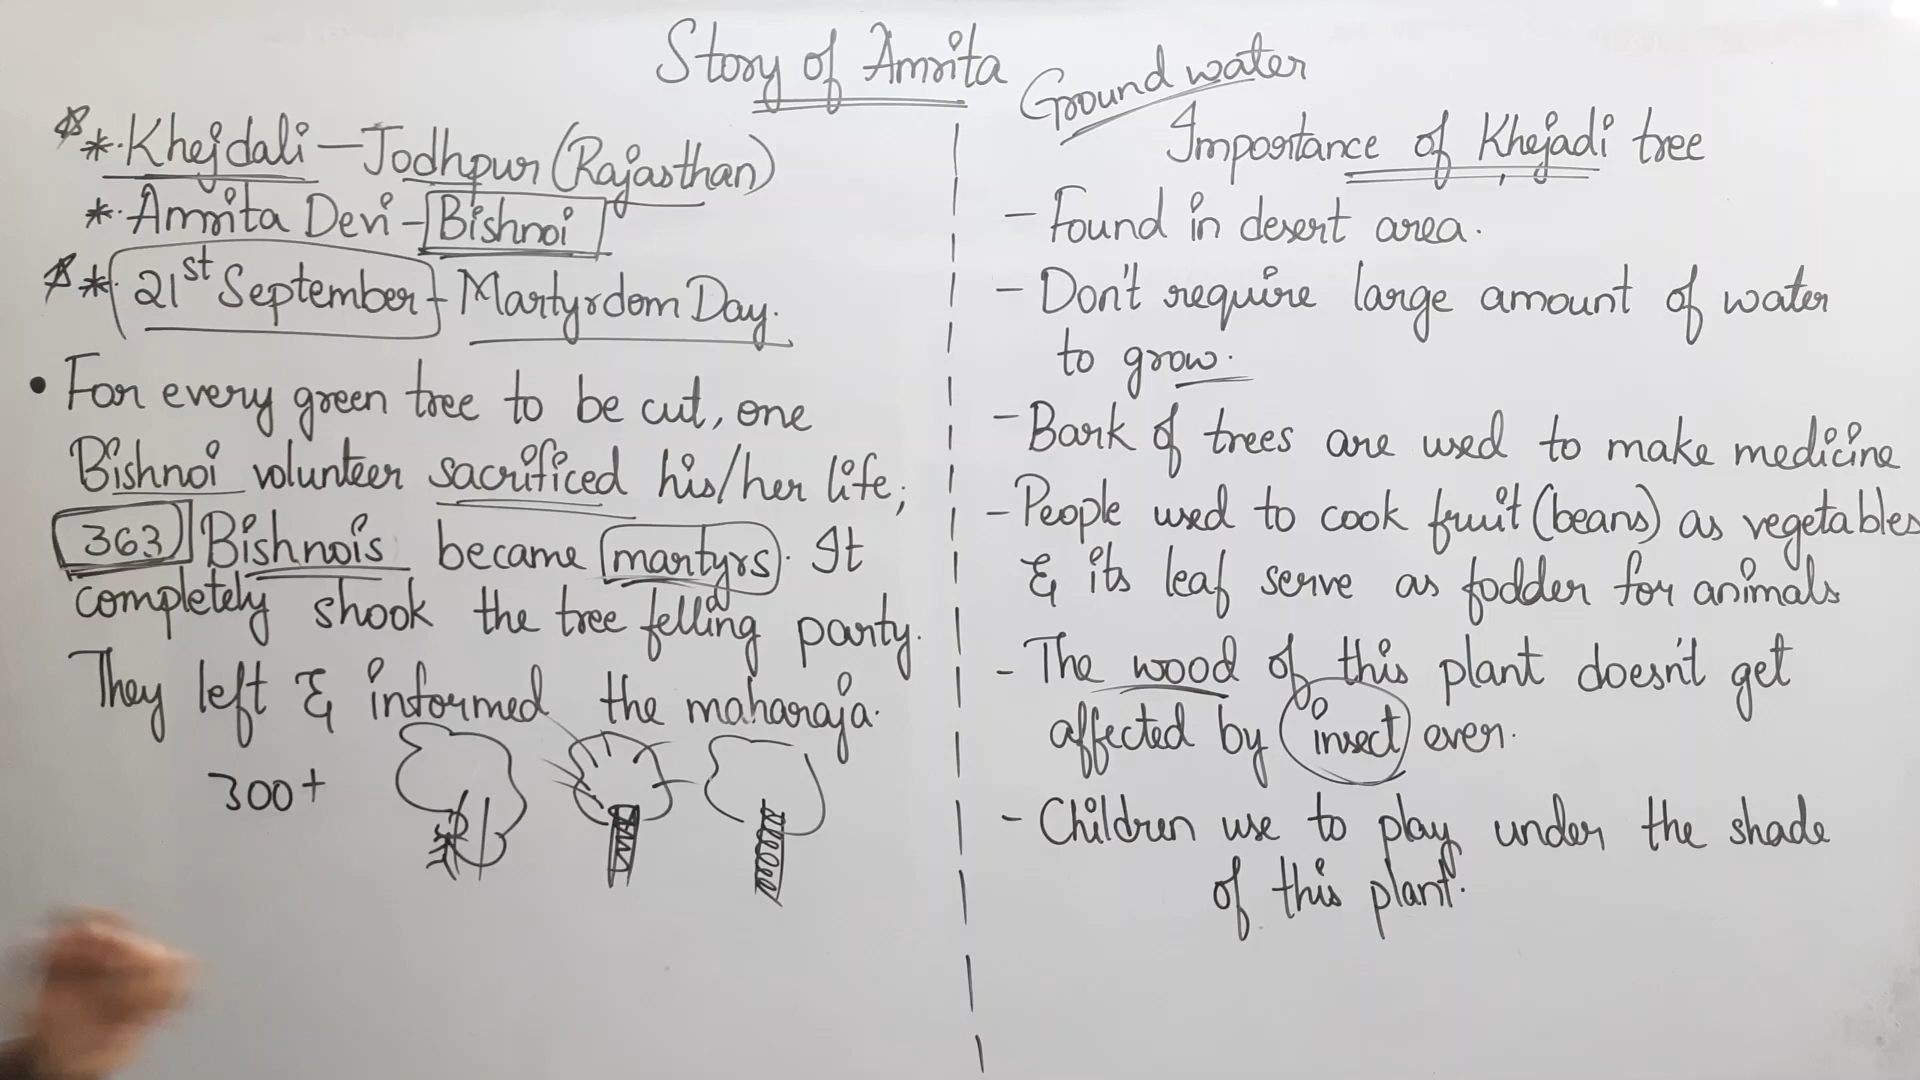 Story of Amrita
* Khejdali - Jodhpur (Rajasthan)
* Amrita Devi - Bishnoi
* 21st September - Martyrdom Day.
• For every green tree to be cut, one
Bishnoi volunteer sacrificed his/her life;
363 Bishnois became martyrs. It
completely shook the tree felling party.
They left & informed the maharaja.
300+
Ground water
Importance of Khejadi tree
- Found in desert area.
- Don't require large amount of water
to grow.
- Bark of trees are used to make medicine
- People used to cook fruit (beans) as vegetables
& its leaf serve as fodder for animals
- The wood of this plant doesn't get
affected by insect ever.
- Children use to play under the shade
of this plant.